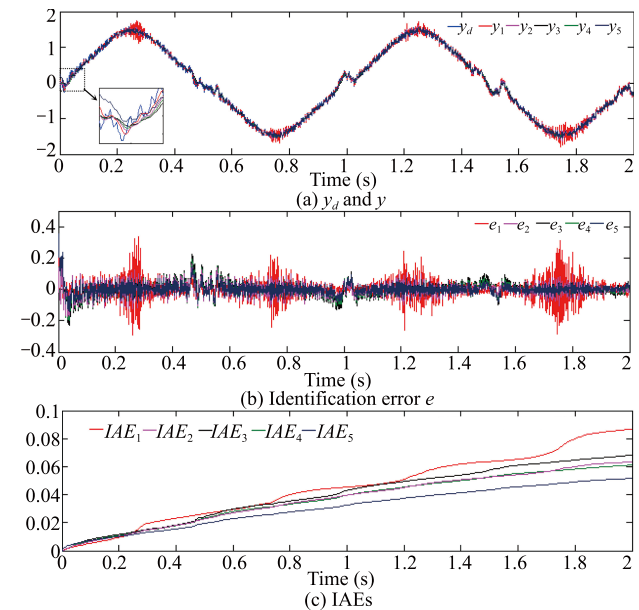 2
y_d y_1 y_2 y_3 y_4 y_5
1
0
−1
−2
0 0.2 0.4 0.6 0.8 1 1.2 1.4 1.6 1.8 2
Time (s)
(a) y_d and y
0.4
e_1 e_2 e_3 e_4 e_5
0.2
0
−0.2
−0.4
0 0.2 0.4 0.6 0.8 1 1.2 1.4 1.6 1.8 2
Time (s)
(b) Identification error e
0.1
IAE_1 IAE_2 IAE_3 IAE_4 IAE_5
0.08
0.06
0.04
0.02
0
0 0.2 0.4 0.6 0.8 1 1.2 1.4 1.6 1.8 2
Time (s)
(c) IAEs